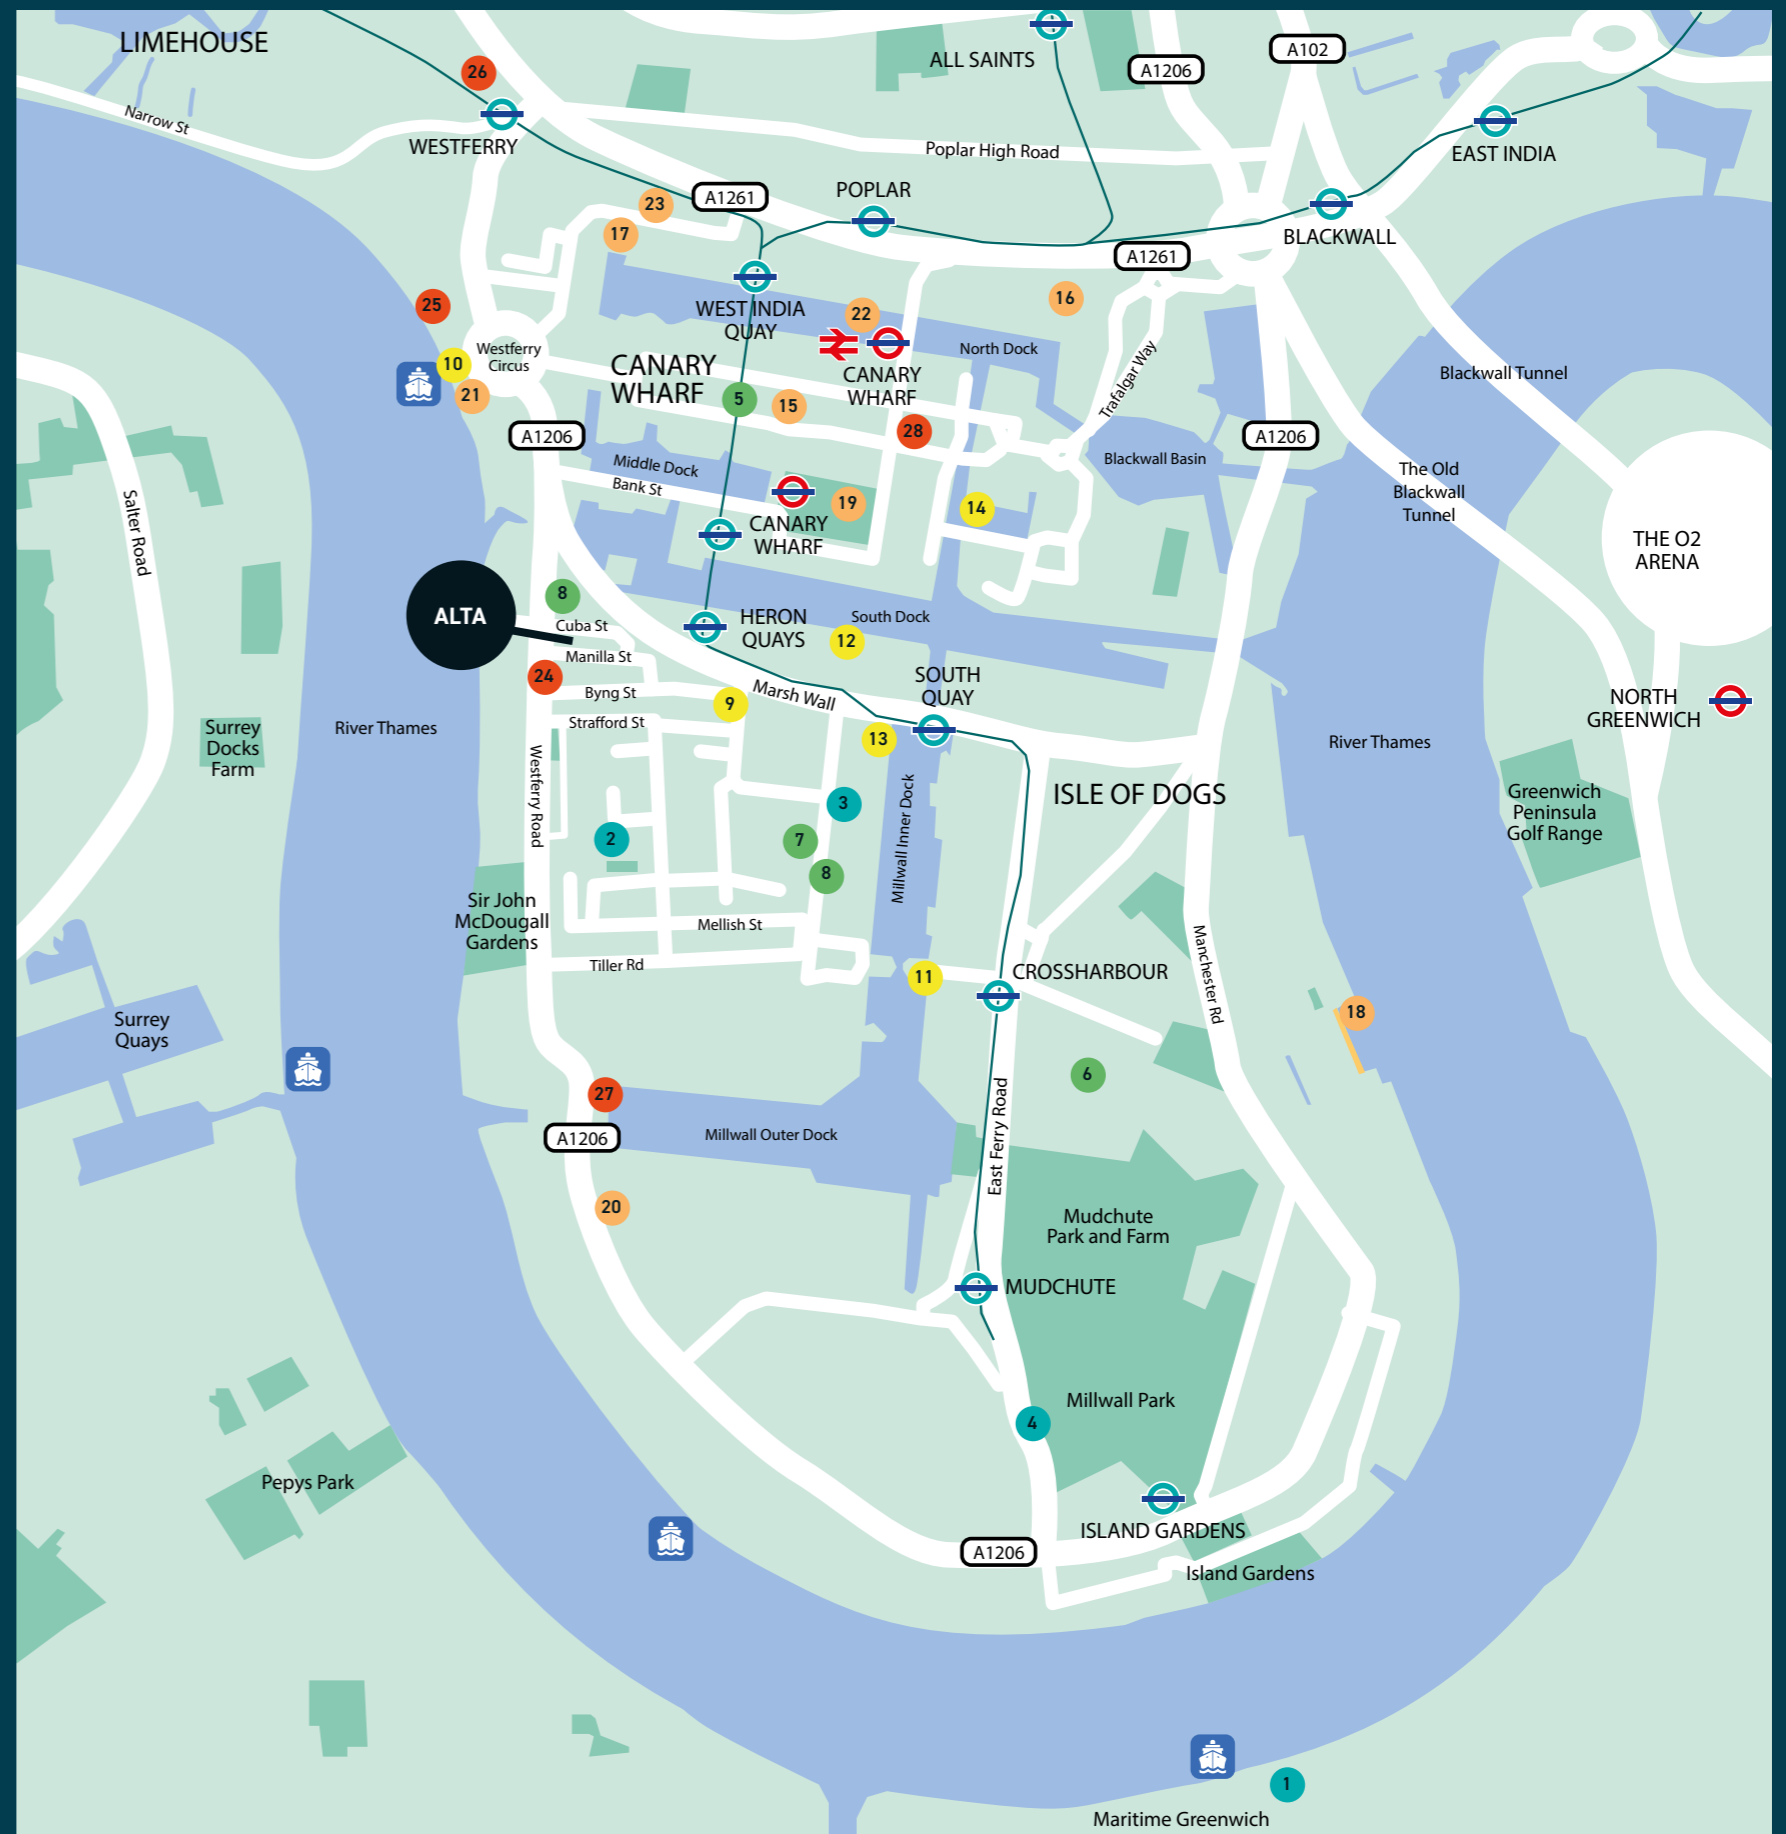 LIMEHOUSE
ALL SAINTS
A1206
A102
26
Narrow St
WESTFERRY
Poplar High Road
EAST INDIA
POPLAR
A1261
23
17
BLACKWALL
A1261
25
WEST INDIA
QUAY
22
16
10
Westferry
Circus
21
CANARY
WHARF
CANARY
WHARF
North Dock
Trafalgar Way
Blackwall Tunnel
5
15
28
A1206
A1206
Middle Dock
Bank St
Blackwall Basin
The Old
Blackwall
Tunnel
Salter Road
19
14
CANARY
WHARF
THE O2
ARENA
8
ALTA
Cuba St
HERON
QUAYS
South Dock
12
Manilla St
24
Byng St
9
Marsh Wall
SOUTH
QUAY
NORTH
GREENWICH
Strafford St
Surrey
Docks
Farm
River Thames
13
River Thames
Westferry Road
3
Millwall Inner Dock
ISLE OF DOGS
Greenwich
Peninsula
Golf Range
2
7
8
Sir John
McDougall
Gardens
Mellish St
Tiller Rd
11
CROSSHARBOUR
Manchester Rd
Surrey
Quays
18
27
6
A1206
Millwall Outer Dock
East Ferry Road
20
Mudchute
Park and Farm
MUDCHUTE
Millwall Park
4
Pepys Park
ISLAND GARDENS
A1206
Island Gardens
1
Maritime Greenwich